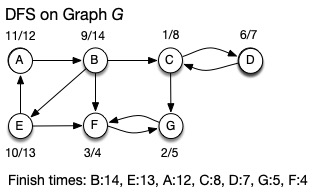 DFS on Graph G
11/12 9/14 1/8 6/7
A B C D
E F G
10/13 3/4 2/5
Finish times: B:14, E:13, A:12, C:8, D:7, G:5, F:4